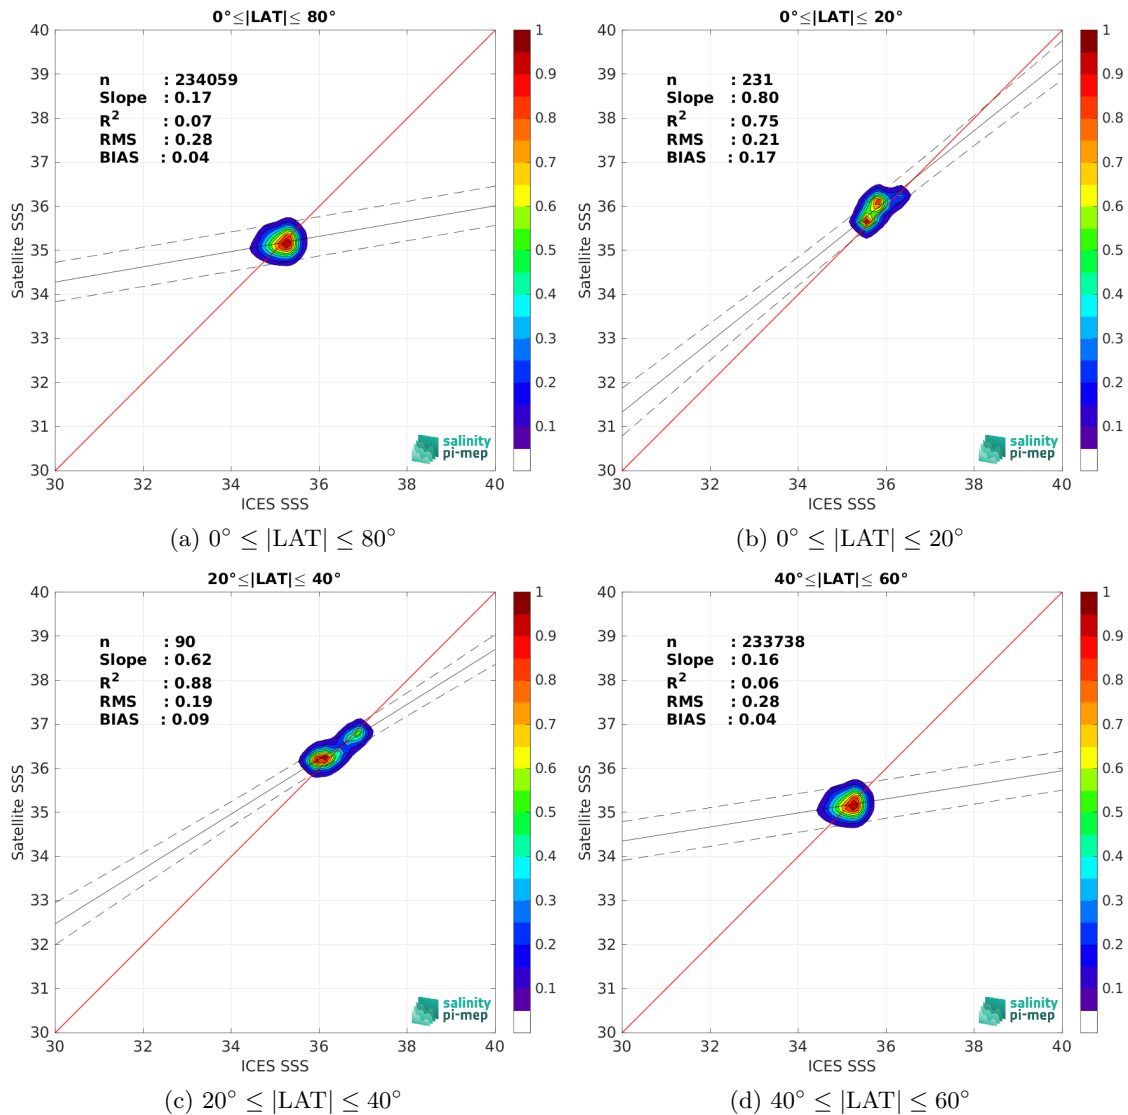 0°≤|LAT|≤ 80°
40
39
38
37
36
35
34
33
32
31
30
Satellite SSS
n : 234059
Slope : 0.17
R² : 0.07
RMS : 0.28
BIAS : 0.04
salinity
pi-mep
30 32 34 36 38 40
ICES SSS
1
0.9
0.8
0.7
0.6
0.5
0.4
0.3
0.2
0.1
(a) 0° ≤ |LAT| ≤ 80°
0°≤|LAT|≤ 20°
40
39
38
37
36
35
34
33
32
31
30
Satellite SSS
n : 231
Slope : 0.80
R² : 0.75
RMS : 0.21
BIAS : 0.17
salinity
pi-mep
30 32 34 36 38 40
ICES SSS
1
0.9
0.8
0.7
0.6
0.5
0.4
0.3
0.2
0.1
(b) 0° ≤ |LAT| ≤ 20°
20°≤|LAT|≤ 40°
40
39
38
37
36
35
34
33
32
31
30
Satellite SSS
n : 90
Slope : 0.62
R² : 0.88
RMS : 0.19
BIAS : 0.09
salinity
pi-mep
30 32 34 36 38 40
ICES SSS
1
0.9
0.8
0.7
0.6
0.5
0.4
0.3
0.2
0.1
(c) 20° ≤ |LAT| ≤ 40°
40°≤|LAT|≤ 60°
40
39
38
37
36
35
34
33
32
31
30
Satellite SSS
n : 233738
Slope : 0.16
R² : 0.06
RMS : 0.28
BIAS : 0.04
salinity
pi-mep
30 32 34 36 38 40
ICES SSS
1
0.9
0.8
0.7
0.6
0.5
0.4
0.3
0.2
0.1
(d) 40° ≤ |LAT| ≤ 60°